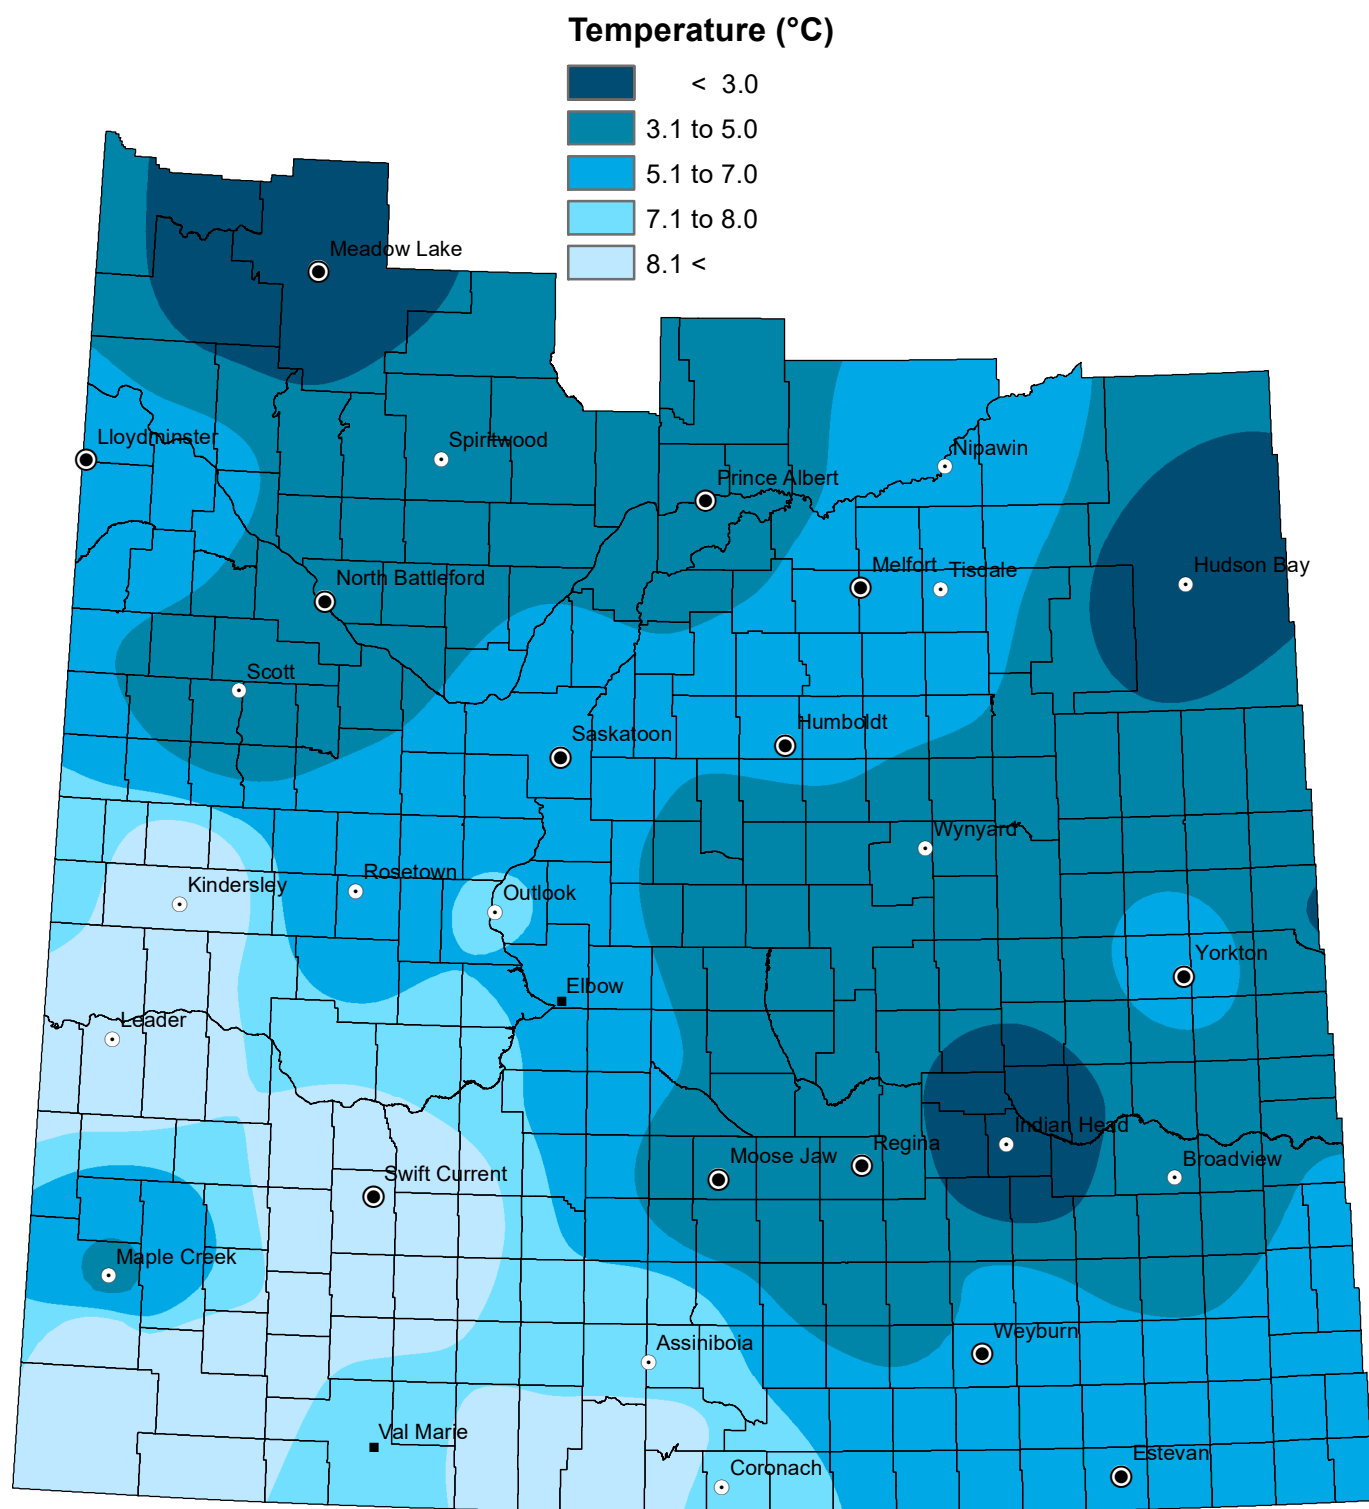 Temperature (°C)
< 3.0
3.1 to 5.0
5.1 to 7.0
7.1 to 8.0
8.1 <
Meadow Lake
Lloydminster
Spiritwood
Nipawin
Prince Albert
Hudson Bay
Melfort
Tisdale
North Battleford
Scott
Humboldt
Saskatoon
Wynyard
Rosetown
Kindersley
Outlook
Yorkton
Elbow
Leader
Indian Head
Regina
Moose Jaw
Broadview
Swift Current
Maple Creek
Weyburn
Assiniboia
Val Marie
Estevan
Coronach